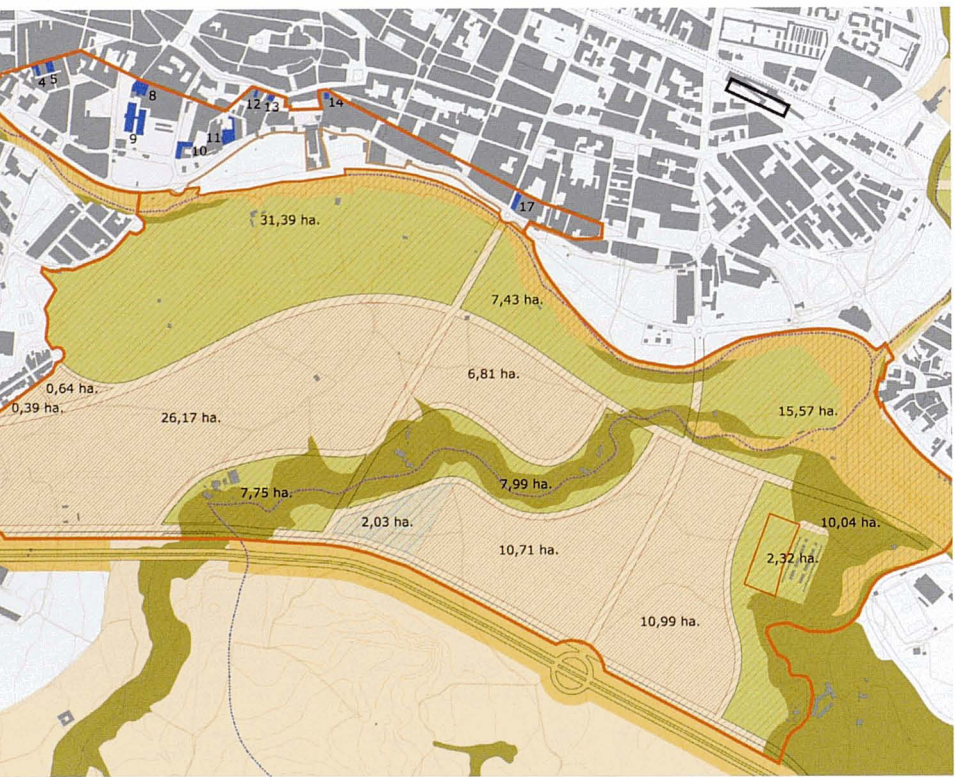 4 5
8
12 13
14
9
11
10
17
31,39 ha.
7,43 ha.
6,81 ha.
0,64 ha.
0,39 ha.
26,17 ha.
15,57 ha.
7,75 ha.
7,99 ha.
2,03 ha.
10,04 ha.
10,71 ha.
2,32 ha.
10,99 ha.